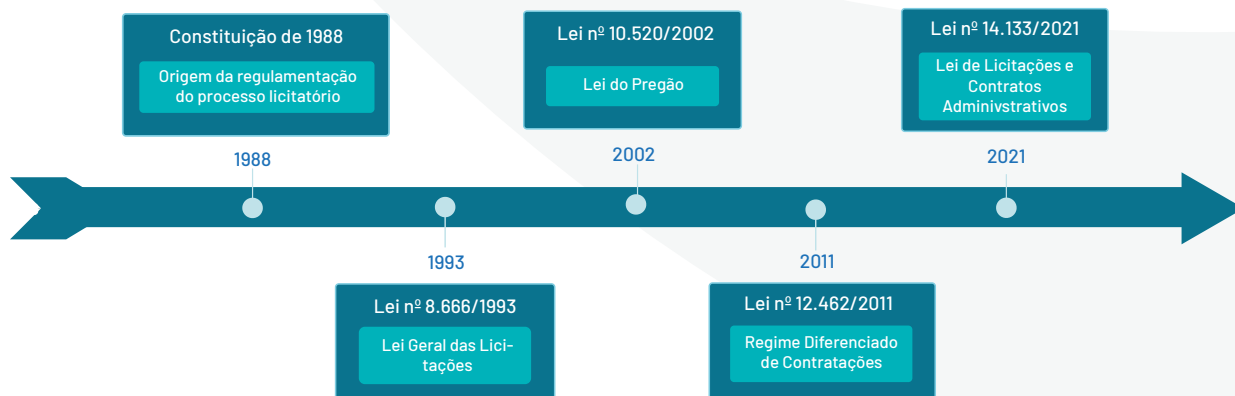 Constituição de 1988
Origem da regulamentação
do processo licitatório
1988
Lei nº 10.520/2002
Lei do Pregão
2002
Lei nº 14.133/2021
Lei de Licitações e
Contratos
Adminivstrativos
2021
1993
Lei nº 8.666/1993
Lei Geral das Lici-
tações
2011
Lei nº 12.462/2011
Regime Diferenciado
de Contratações